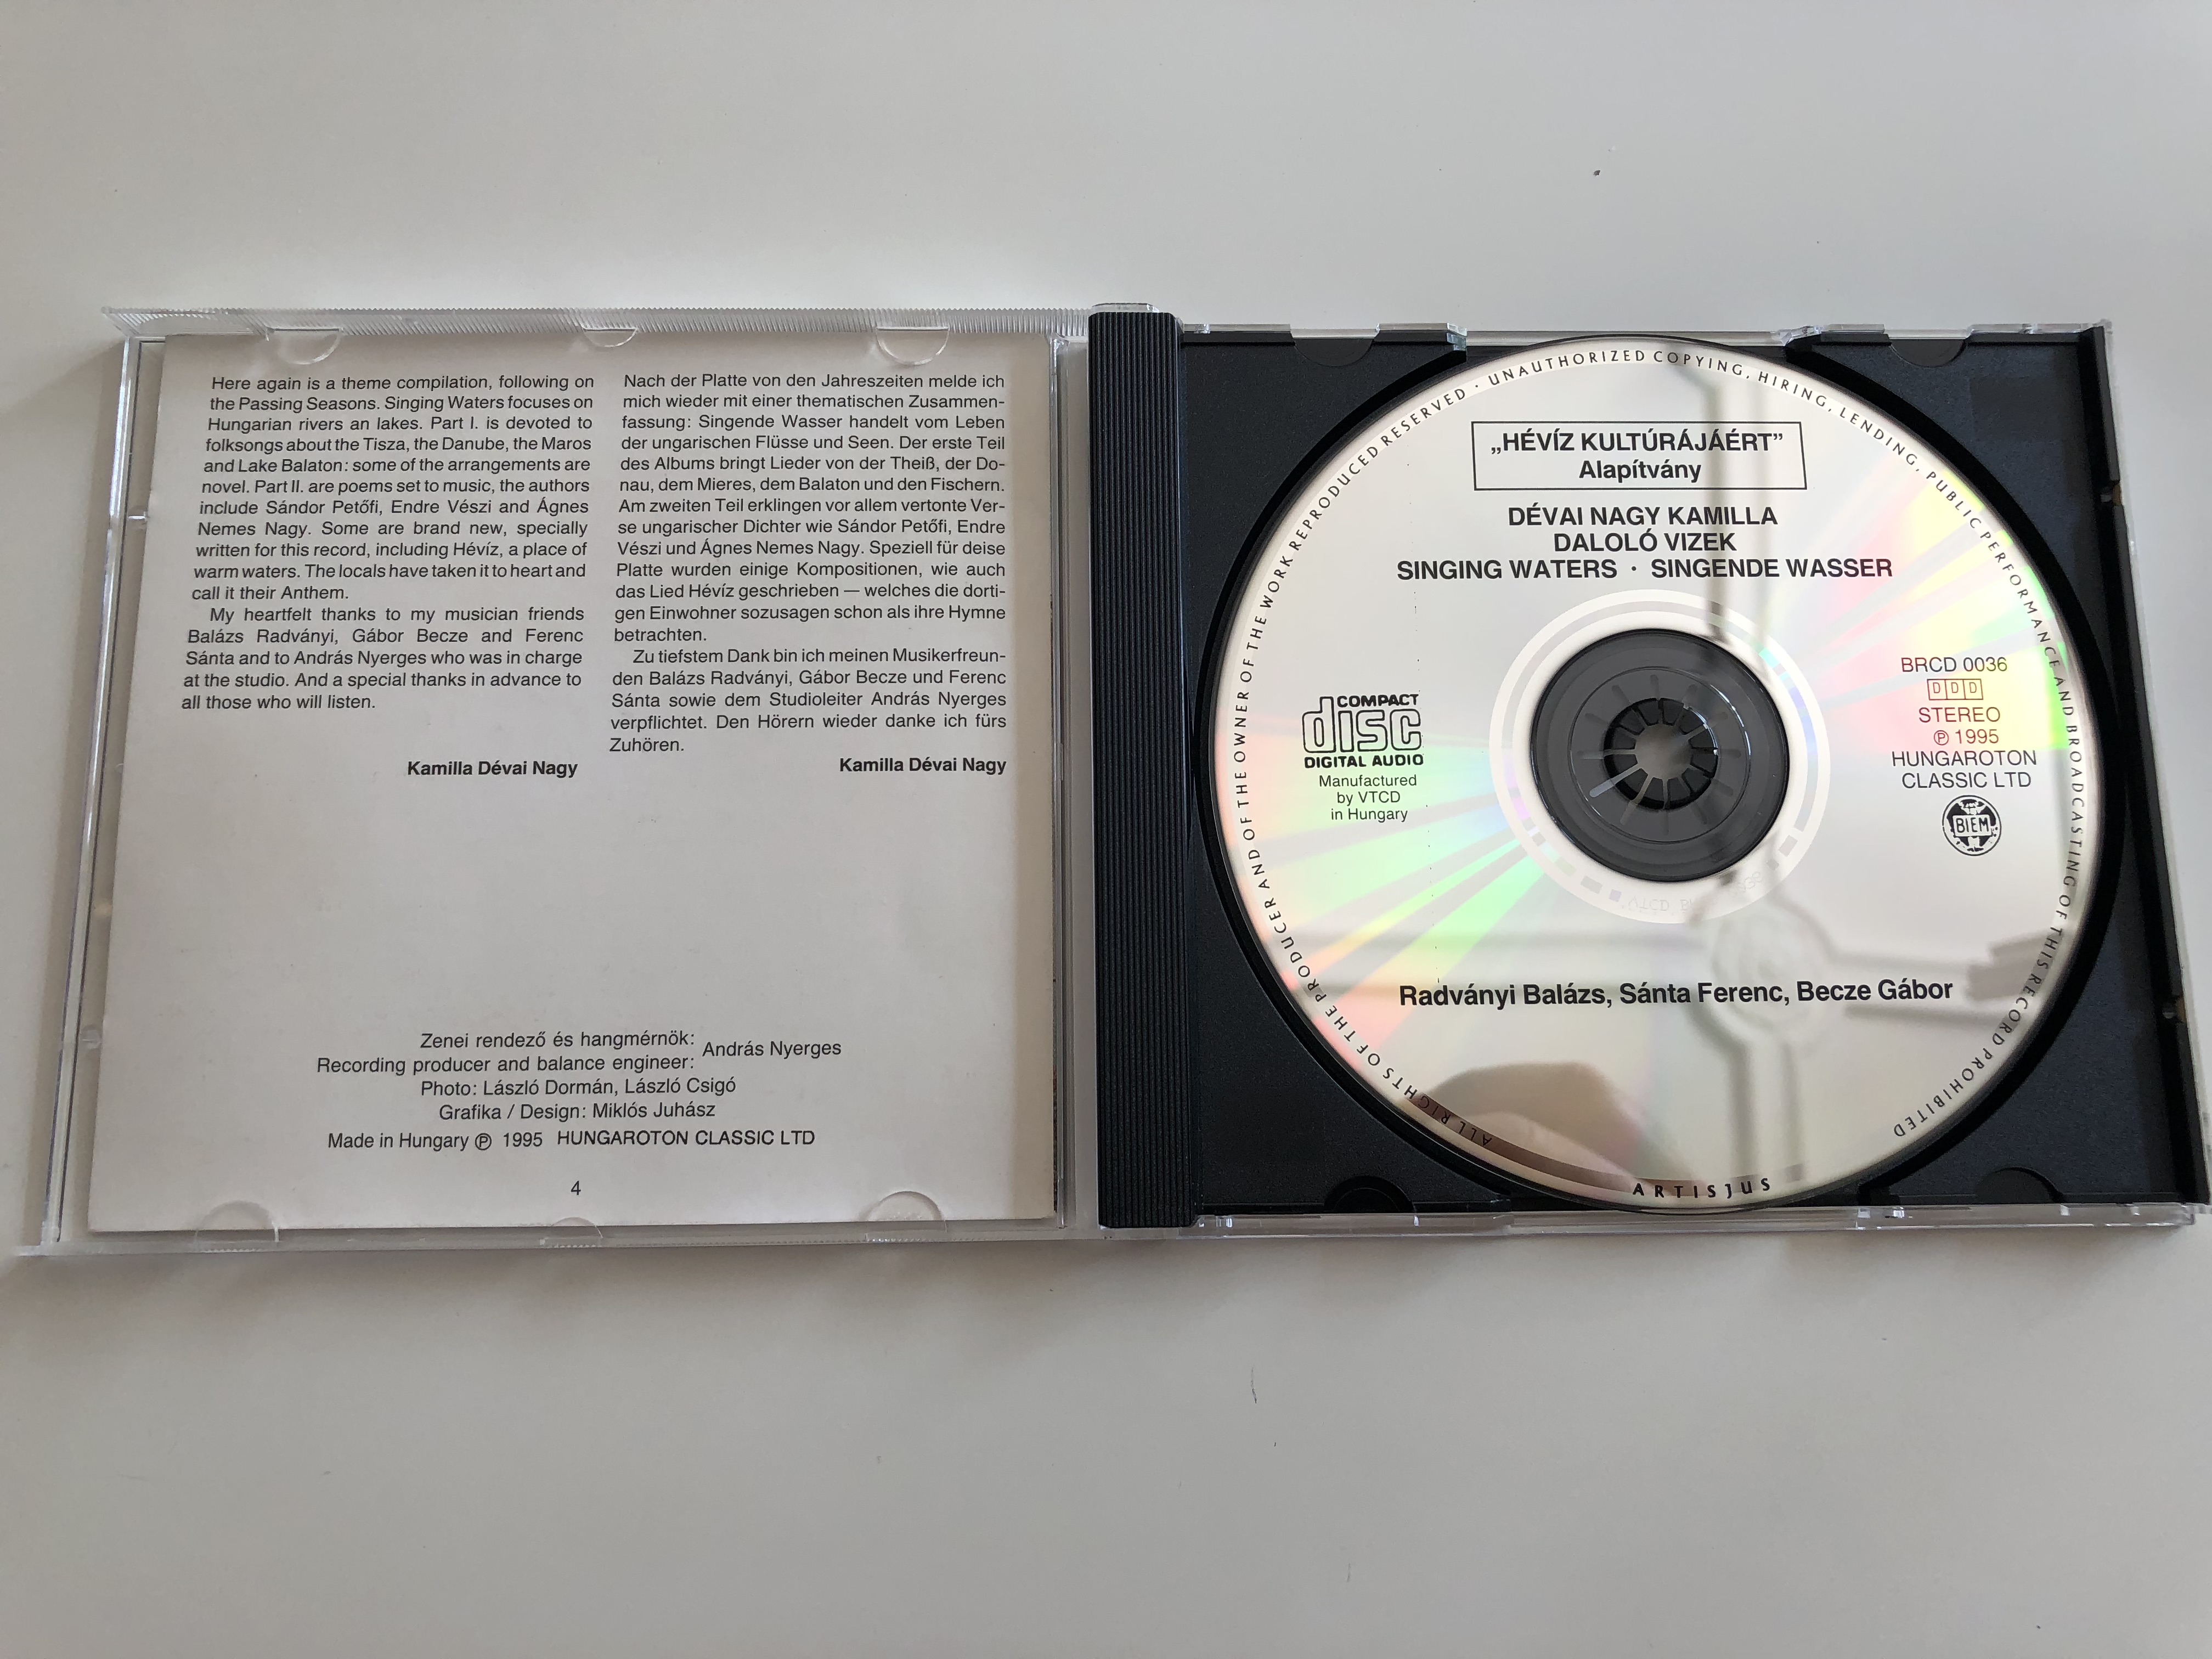 Here again is a theme compilation, following on
the Passing Seasons. Singing Waters focuses on
Hungarian rivers an lakes. Part I. is devoted to
folksongs about the Tisza, the Danube, the Maros
and Lake Balaton: some of the arrangements are
novel. Part II. are poems set to music, the authors
include Sándor Petőfi, Endre Vészi and Ágnes
Nemes Nagy. Some are brand new, specially
written for this record, including Hévíz, a place of
warm waters. The locals have taken it to heart and
call it their Anthem.
My heartfelt thanks to my musician friends
Balázs Radványi, Gábor Becze and Ferenc
Sánta and to András Nyerges who was in charge
at the studio. And a special thanks in advance to
all those who will listen.
Kamilla Dévai Nagy
Nach der Platte von den Jahreszeiten melde ich
mich wieder mit einer thematischen Zusammen-
fassung: Singende Wasser handelt vom Leben
der ungarischen Flüsse und Seen. Der erste Teil
des Albums bringt Lieder von der Theiß, der Do-
nau, dem Mieres, dem Balaton und den Fischern.
Am zweiten Teil erklingen vor allem vertonte Ver-
se ungarischer Dichter wie Sándor Petőfi, Endre
Vészi und Ágnes Nemes Nagy. Speziell für deise
Platte wurden einige Kompositionen, wie auch
das Lied Hévíz geschrieben — welches die dorti-
gen Einwohner sozusagen schon als ihre Hymne
betrachten.
Zu tiefstem Dank bin ich meinen Musikerfreun-
den Balázs Radványi, Gábor Becze und Ferenc
Sánta sowie dem Studioleiter András Nyerges
verpflichtet. Den Hörern wieder danke ich fürs
Zuhören.
Kamilla Dévai Nagy
Zenei rendező és hangmérnök:
Recording producer and balance engineer: András Nyerges
Photo: László Dormán, László Csigó
Grafika / Design: Miklós Juhász
Made in Hungary ℗ 1995 HUNGAROTON CLASSIC LTD
4
„HÉVÍZ KULTÚRÁJÁÉRT”
Alapítvány
DÉVAI NAGY KAMILLA
DALOLÓ VIZEK
SINGING WATERS · SINGENDE WASSER
COMPACT
disc
DIGITAL AUDIO
Manufactured
by VTCD
in Hungary
BRCD 0036
DDD
STEREO
℗ 1995
HUNGAROTON
CLASSIC LTD
BIEM
Radványi Balázs, Sánta Ferenc, Becze Gábor
ALL RIGHTS OF THE PRODUCER AND OF THE OWNER OF THE WORK REPRODUCED RESERVED · UNAUTHORIZED COPYING, HIRING, LENDING, PUBLIC PERFORMANCE AND BROADCASTING OF THIS RECORD PROHIBITED
ARTISJUS